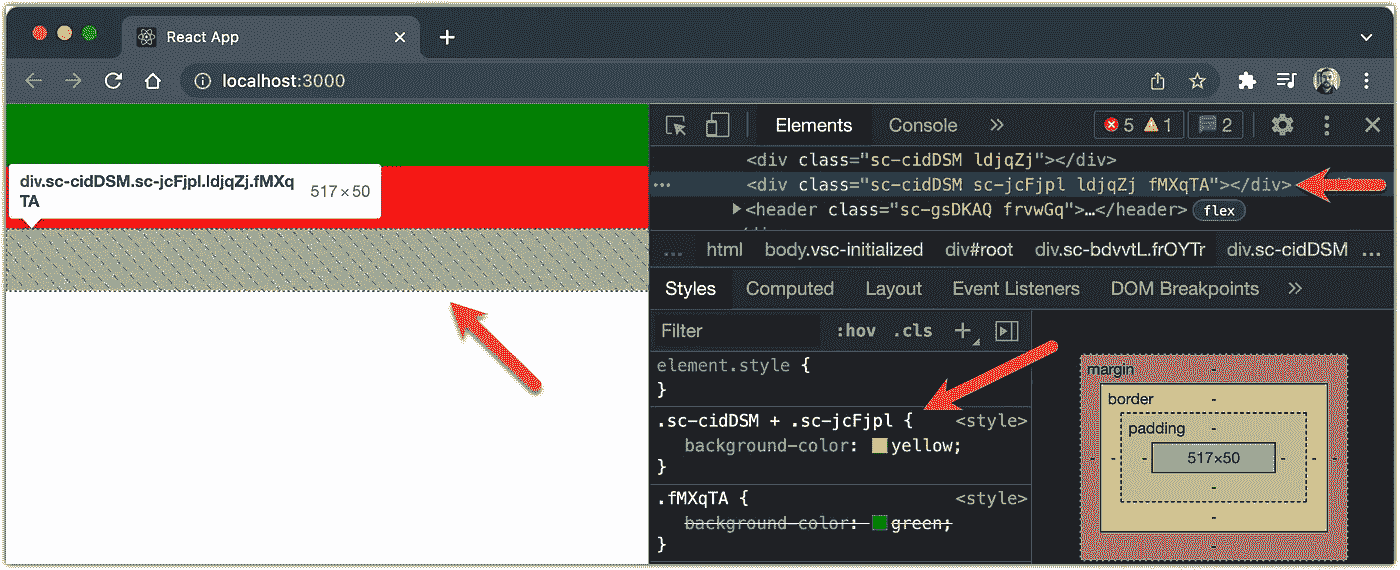 React App
localhost:3000
div.sc-cidDSM.sc-jcFjpl.ldjqZj.fMXq
TA
517 × 50
Elements
Console
5
1
2
<div class="sc-cidDSM ldjqZj"></div>
<div class="sc-cidDSM sc-jcFjpl ldjqZj fMXqTA"></div>
<header class="sc-gsDKAQ frvwGq">…</header>
flex
... html body.vsc-initialized div#root div.sc-bdvvtL.frOYTr div.sc-cidDSM ...
Styles Computed Layout Event Listeners DOM Breakpoints
Filter
:hov .cls
element.style {
}
.sc-cidDSM + .sc-jcFjpl { <style>
background-color: yellow;
}
.fMXqTA { <style>
background-color: green;
}
margin -
border -
padding -
- - - 517×50 - - -
-
-
-